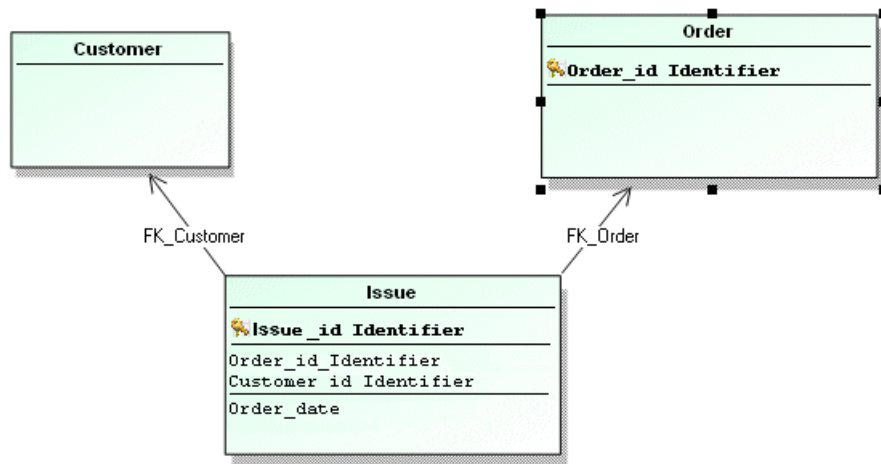 Customer
Order
Order_id Identifier
FK_Customer
FK_Order
Issue
Issue_id Identifier
Order_id_Identifier
Customer id Identifier
Order_date